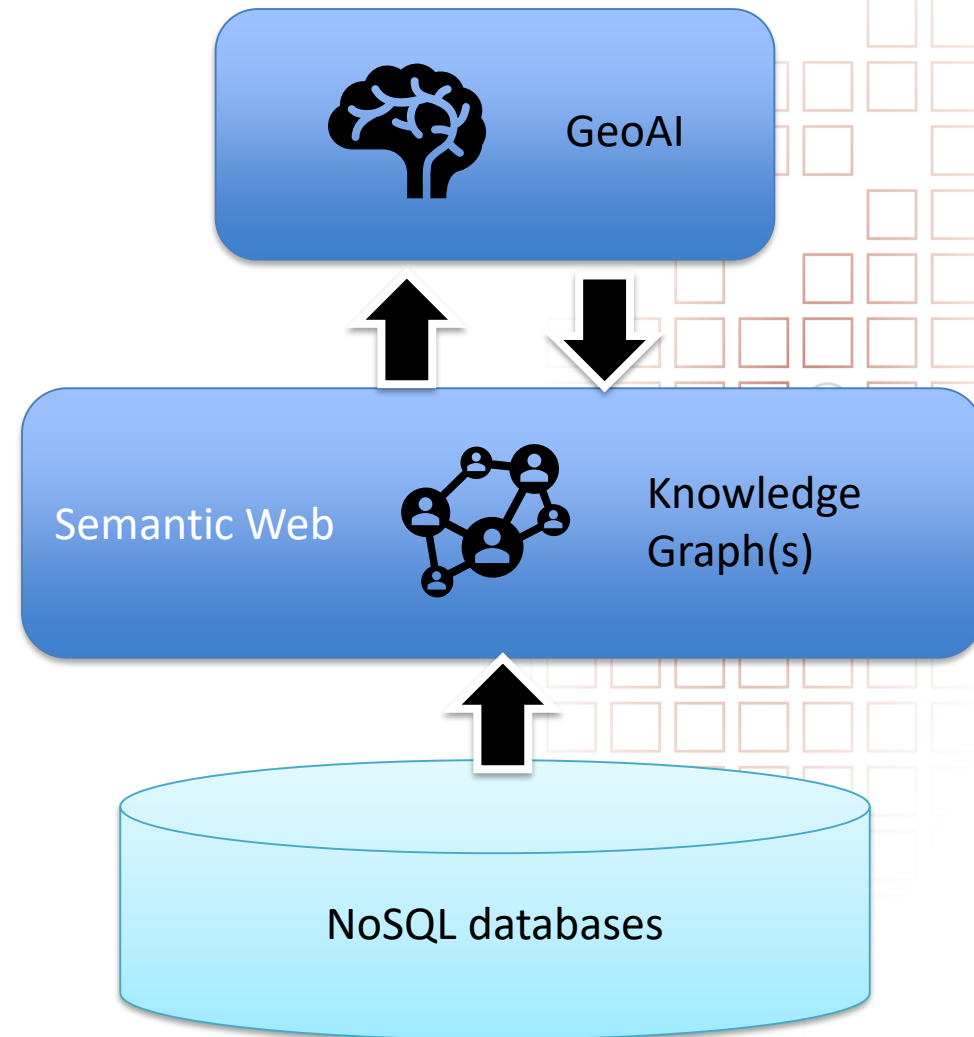 GeoAI
Semantic Web
Knowledge
Graph(s)
NoSQL databases